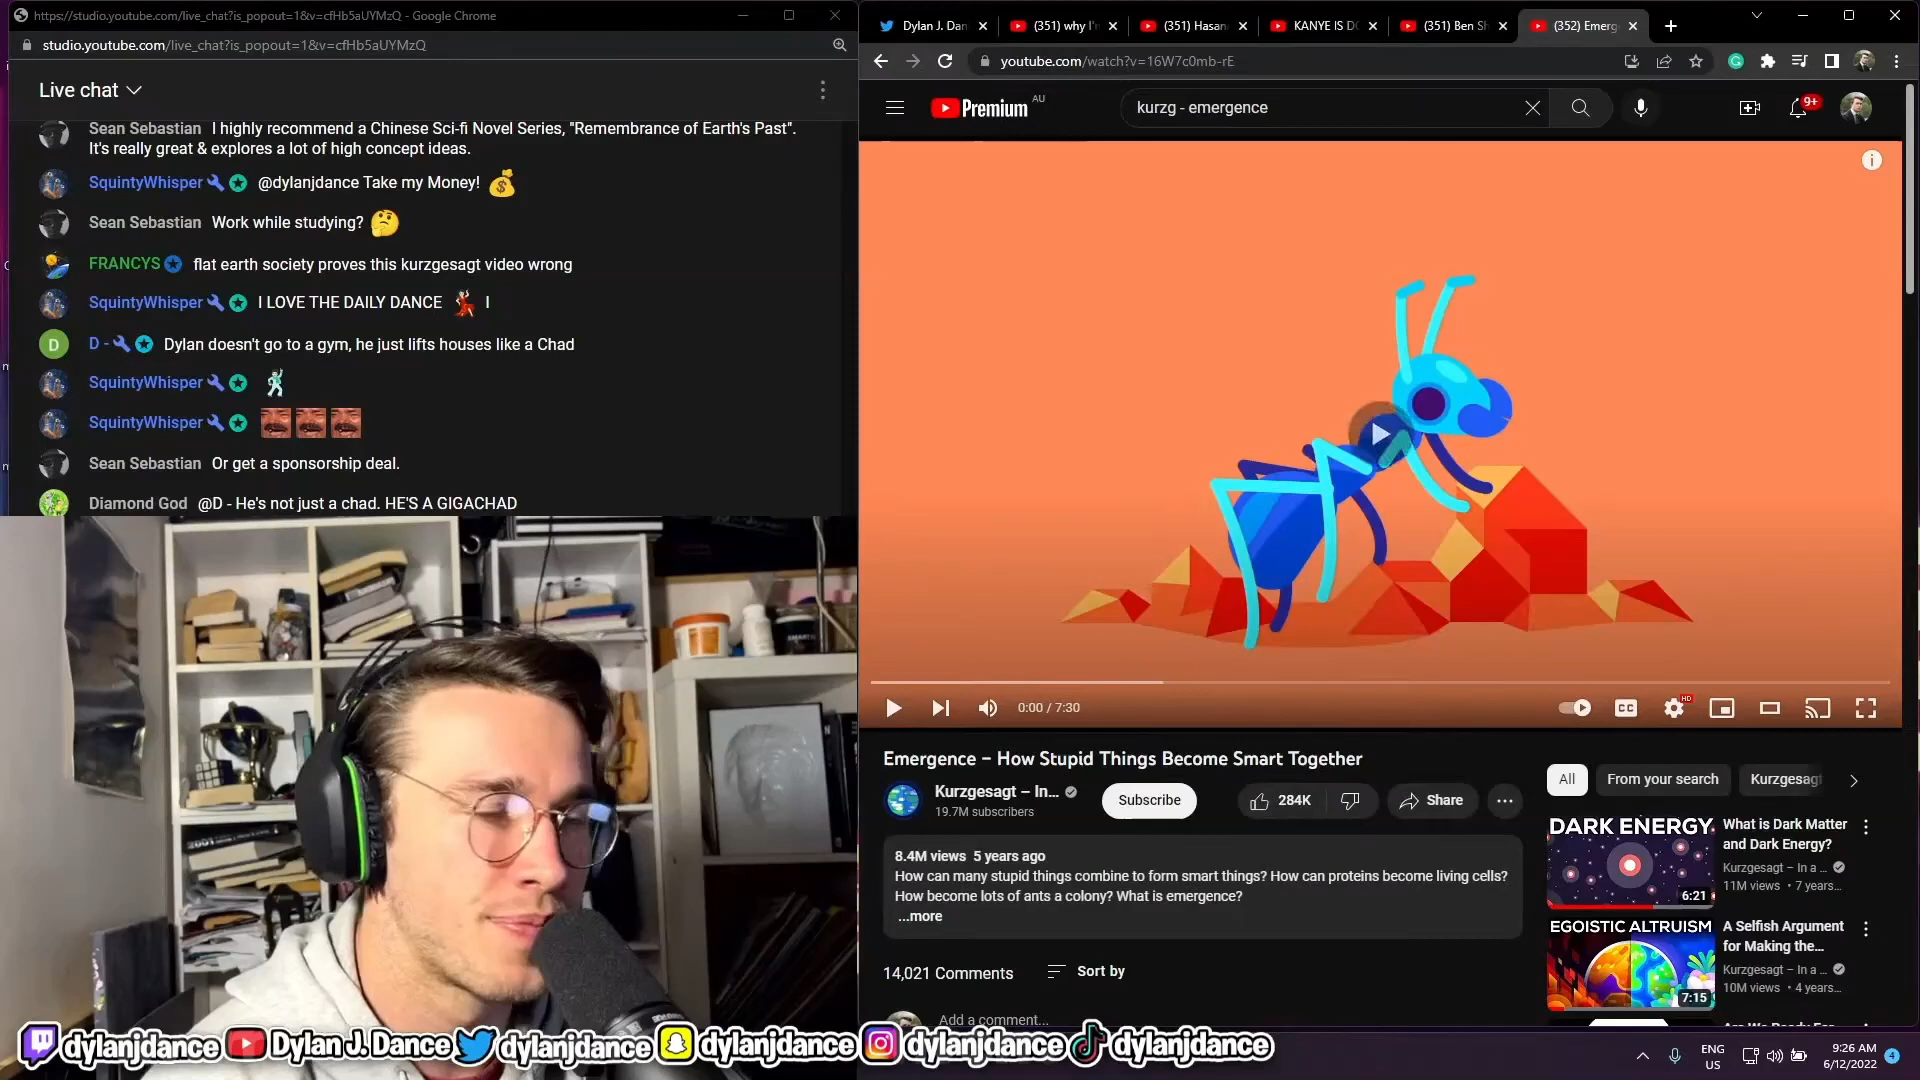 https://studio.youtube.com/live_chat?is_popout=1&v=cfHb5aUYMzQ - Google Chrome
studio.youtube.com/live_chat?is_popout=1&v=cfHb5aUYMzQ
Live chat
Sean Sebastian I highly recommend a Chinese Sci-fi Novel Series, "Remembrance of Earth's Past".
It's really great & explores a lot of high concept ideas.
SquintyWhisper @dylanjdance Take my Money!
Sean Sebastian Work while studying?
FRANCYS flat earth society proves this kurzgesagt video wrong
SquintyWhisper I LOVE THE DAILY DANCE I
D D - Dylan doesn't go to a gym, he just lifts houses like a Chad
SquintyWhisper
SquintyWhisper
Sean Sebastian Or get a sponsorship deal.
Diamond God @D - He's not just a chad. HE'S A GIGACHAD
Dylan J. Dan
(351) why I'm
(351) Hasan
KANYE IS DO
(351) Ben Sh
(352) Emerg
youtube.com/watch?v=16W7c0mb-rE
Premium AU
kurzg - emergence
9+
0:00 / 7:30
CC
HD
Emergence – How Stupid Things Become Smart Together
Kurzgesagt – In...
19.7M subscribers
Subscribe
284K
Share
8.4M views 5 years ago
How can many stupid things combine to form smart things? How can proteins become living cells?
How become lots of ants a colony? What is emergence?
...more
14,021 Comments
Sort by
Add a comment...
All
From your search
Kurzgesagt
DARK ENERGY
6:21
What is Dark Matter
and Dark Energy?
Kurzgesagt – In a ...
11M views • 7 years...
EGOISTIC ALTRUISM
7:15
A Selfish Argument
for Making the...
Kurzgesagt – In a ...
10M views • 4 years...
dylanjdance
Dylan J. Dance
dylanjdance
dylanjdance
dylanjdance
dylanjdance
ENG
US
9:26 AM
6/12/2022
4